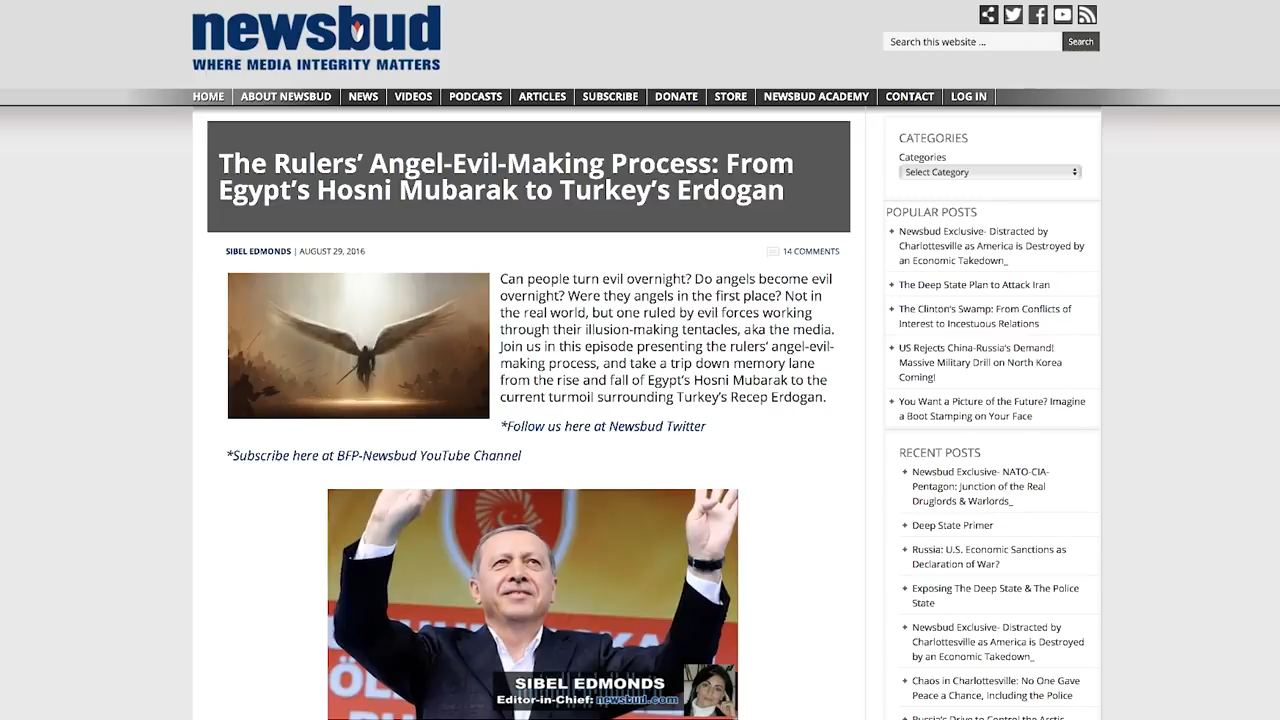 newsbud
WHERE MEDIA INTEGRITY MATTERS
Search this website ...
Search
HOME
ABOUT NEWSBUD
NEWS
VIDEOS
PODCASTS
ARTICLES
SUBSCRIBE
DONATE
STORE
NEWSBUD ACADEMY
CONTACT
LOG IN
The Rulers’ Angel-Evil-Making Process: From
Egypt’s Hosni Mubarak to Turkey’s Erdogan
SIBEL EDMONDS | AUGUST 29, 2016
14 COMMENTS
Can people turn evil overnight? Do angels become evil
overnight? Were they angels in the first place? Not in
the real world, but one ruled by evil forces working
through their illusion-making tentacles, aka the media.
Join us in this episode presenting the rulers’ angel-evil-
making process, and take a trip down memory lane
from the rise and fall of Egypt’s Hosni Mubarak to the
current turmoil surrounding Turkey’s Recep Erdogan.
*Follow us here at Newsbud Twitter
*Subscribe here at BFP-Newsbud YouTube Channel
SIBEL EDMONDS
Editor-in-Chief: newsbud.com
CATEGORIES
Categories
Select Category
POPULAR POSTS
Newsbud Exclusive- Distracted by
Charlottesville as America is Destroyed by
an Economic Takedown_
The Deep State Plan to Attack Iran
The Clinton’s Swamp: From Conflicts of
Interest to Incestuous Relations
US Rejects China-Russia’s Demand!
Massive Military Drill on North Korea
Coming!
You Want a Picture of the Future? Imagine
a Boot Stamping on Your Face
RECENT POSTS
Newsbud Exclusive- NATO-CIA-
Pentagon: Junction of the Real
Druglords & Warlords_
Deep State Primer
Russia: U.S. Economic Sanctions as
Declaration of War?
Exposing The Deep State & The Police
State
Newsbud Exclusive- Distracted by
Charlottesville as America is Destroyed
by an Economic Takedown_
Chaos in Charlottesville: No One Gave
Peace a Chance, Including the Police
Russia’s Drive to Control the Arctic